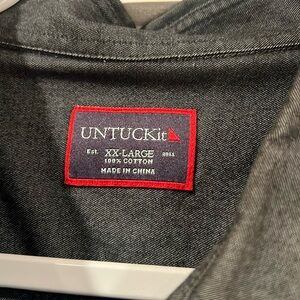 UNTUCKit
Est. XX-LARGE 2011
100% COTTON
MADE IN CHINA